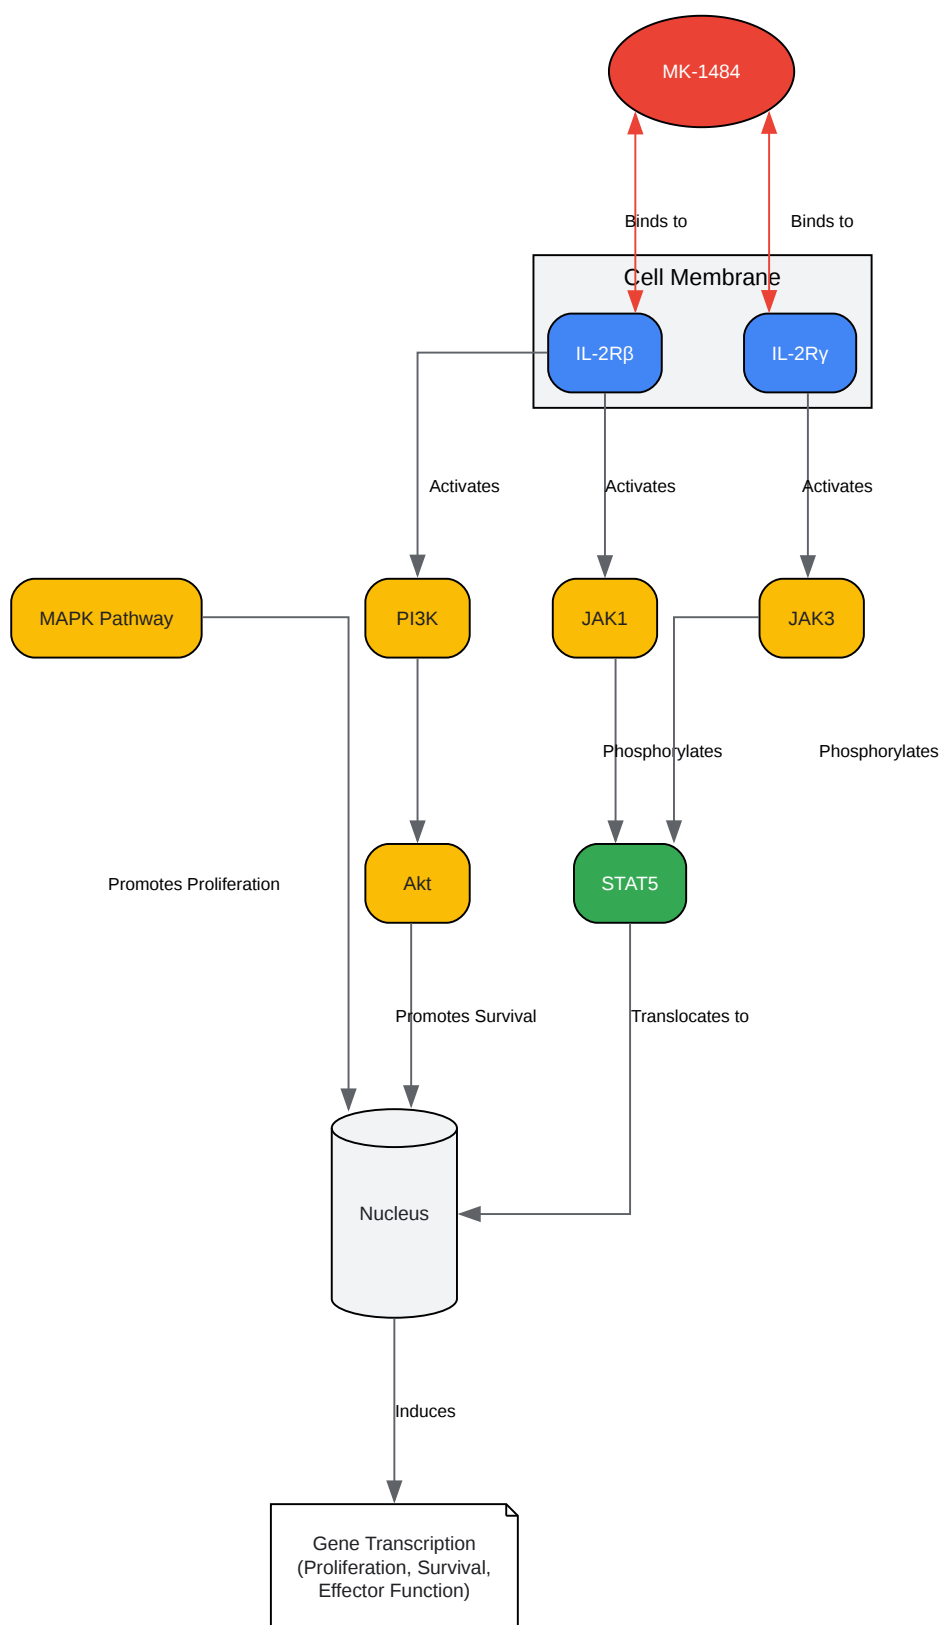 MK-1484
Binds to
Binds to
Cell Membrane
IL-2Rβ
IL-2Rγ
Activates
Activates
Activates
MAPK Pathway
PI3K
JAK1
JAK3
Phosphorylates
Phosphorylates
Promotes Proliferation
Akt
STAT5
Promotes Survival
Translocates to
Nucleus
Induces
Gene Transcription
(Proliferation, Survival,
Effector Function)